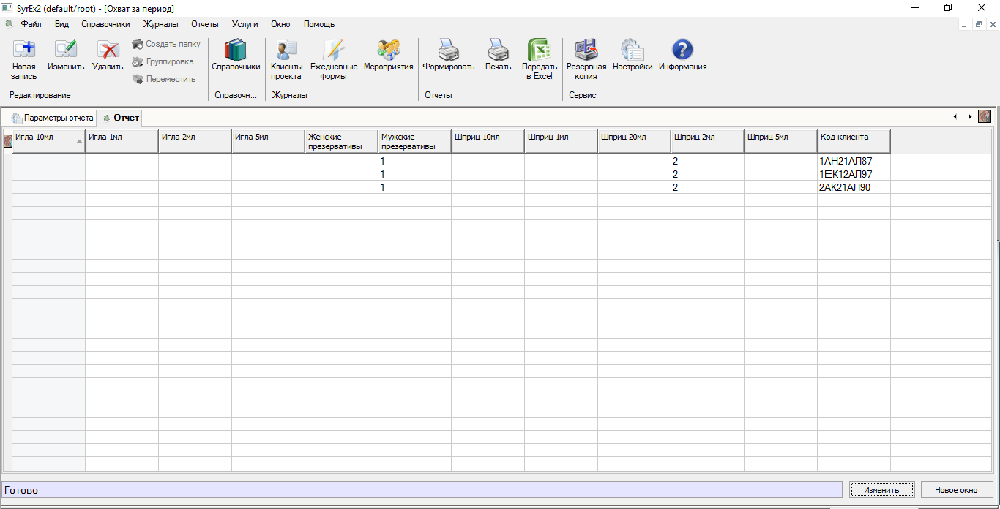 SyrEx2 (default/root) - [Охват за период]
Файл Вид Справочники Журналы Отчеты Услуги Окно Помощь
Новая запись
Изменить
Удалить
Создать папку
Группировка
Переместить
Справочники
Клиенты проекта
Ежедневные формы
Мероприятия
Формировать
Печать
Передать в Excel
Резервная копия
Настройки
Информация
Редактирование
Справочн...
Журналы
Отчеты
Сервис
Параметры отчета
Отчет
Игла 10мл Игла 1мл Игла 2мл Игла 5мл Женские презервативы Мужские презервативы Шприц 10мл Шприц 1мл Шприц 20мл Шприц 2мл Шприц 5мл Код клиента
1 2 1АН21АЛ87
1 2 1ЕК12АЛ97
1 2 2АК21АЛ90
Готово
Изменить
Новое окно